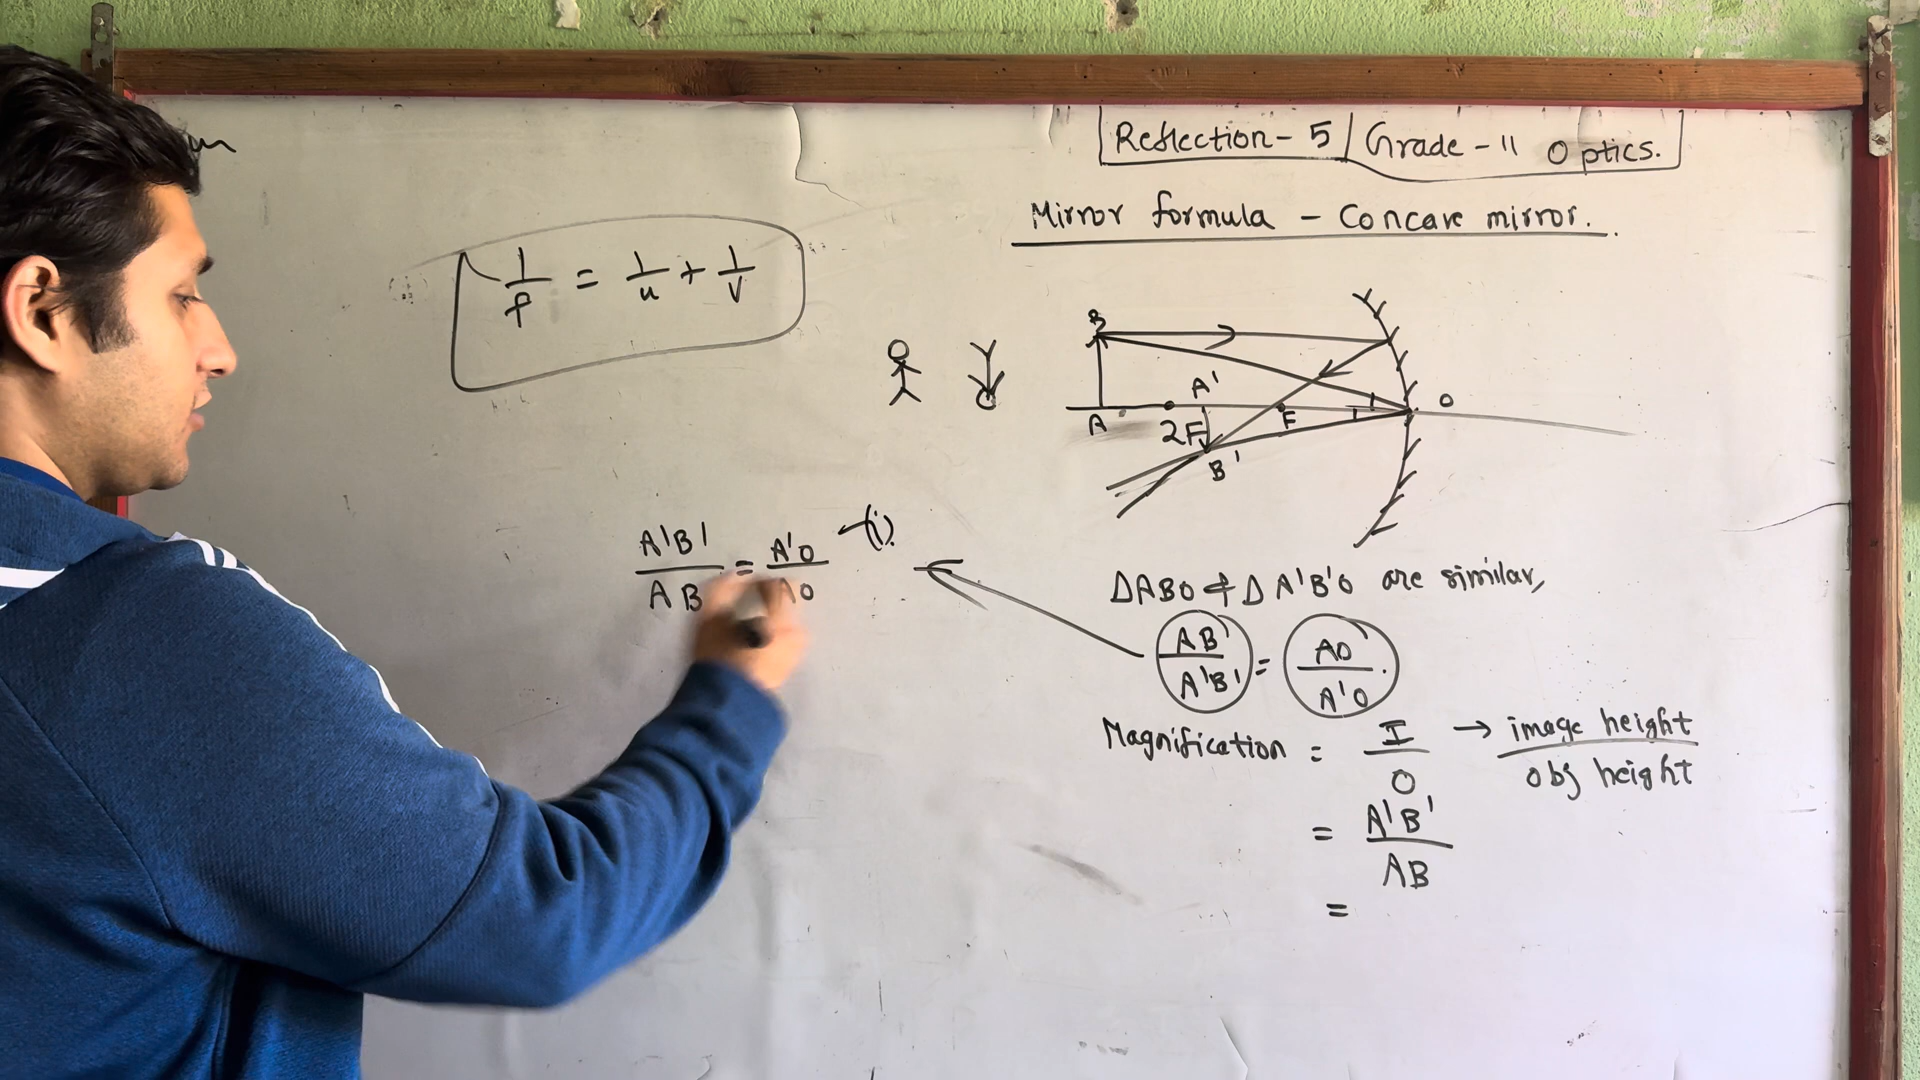 Reflection - 5 | Grade - 11 Optics.
Mirror formula - Concave mirror.
1/f = 1/u + 1/v
B
A
A'
2F
B'
F
O
A'B'/AB = A'O/AO (i).
ΔABO & ΔA'B'O are similar,
AB/A'B' = AO/A'O.
Magnification = I/O → image height/obj height
= A'B'/AB
=